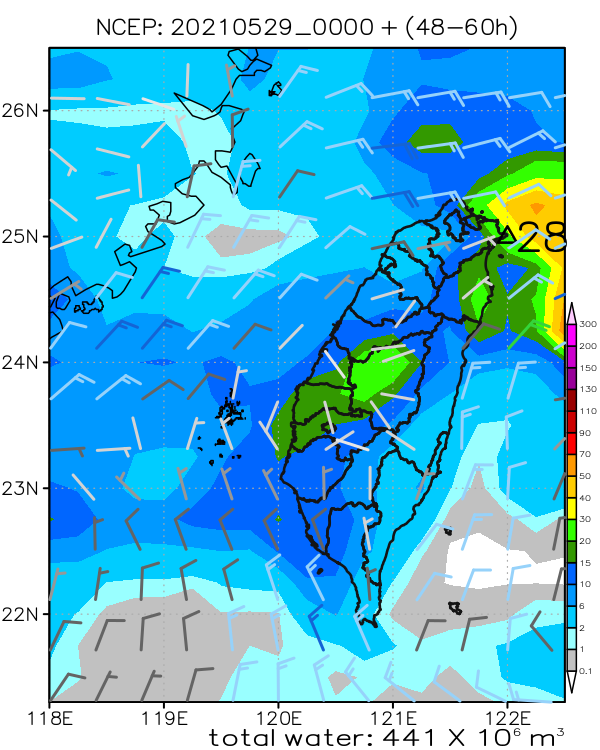 NCEP: 20210529_0000 + (48−60h)
26N
25N
24N
23N
22N
△28
300
200
150
130
110
90
70
50
40
30
20
15
10
6
2
1
0.1
118E 119E 120E 121E 122E
total water: 441 X 10⁶ m³